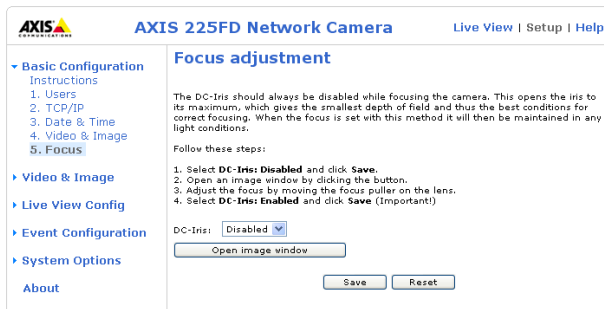 AXIS
COMMUNICATIONS
AXIS 225FD Network Camera
Live View | Setup | Help
Basic Configuration
Instructions
1. Users
2. TCP/IP
3. Date & Time
4. Video & Image
5. Focus
Video & Image
Live View Config
Event Configuration
System Options
About
Focus adjustment
The DC-Iris should always be disabled while focusing the camera. This opens the iris to
its maximum, which gives the smallest depth of field and thus the best conditions for
correct focusing. When the focus is set with this method it will then be maintained in any
light conditions.
Follow these steps:
1. Select DC-Iris: Disabled and click Save.
2. Open an image window by clicking the button.
3. Adjust the focus by moving the focus puller on the lens.
4. Select DC-Iris: Enabled and click Save (Important!)
DC-Iris: Disabled
Open image window
Save Reset